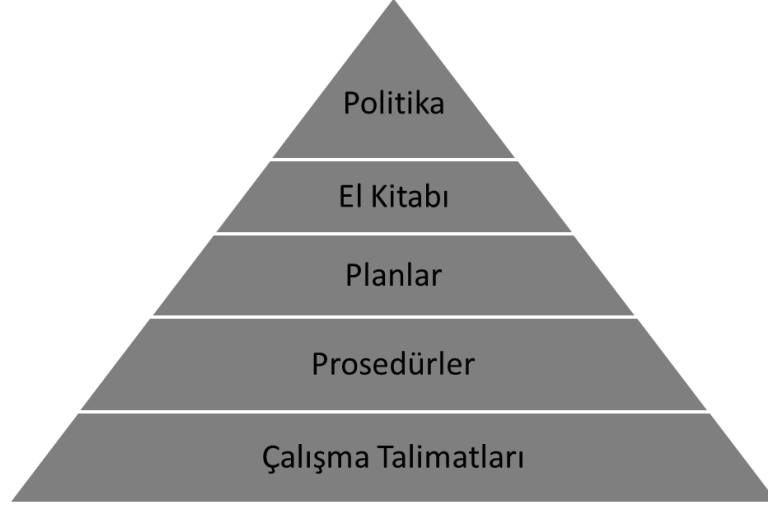 Politika
El Kitabı
Planlar
Prosedürler
Çalışma Talimatları